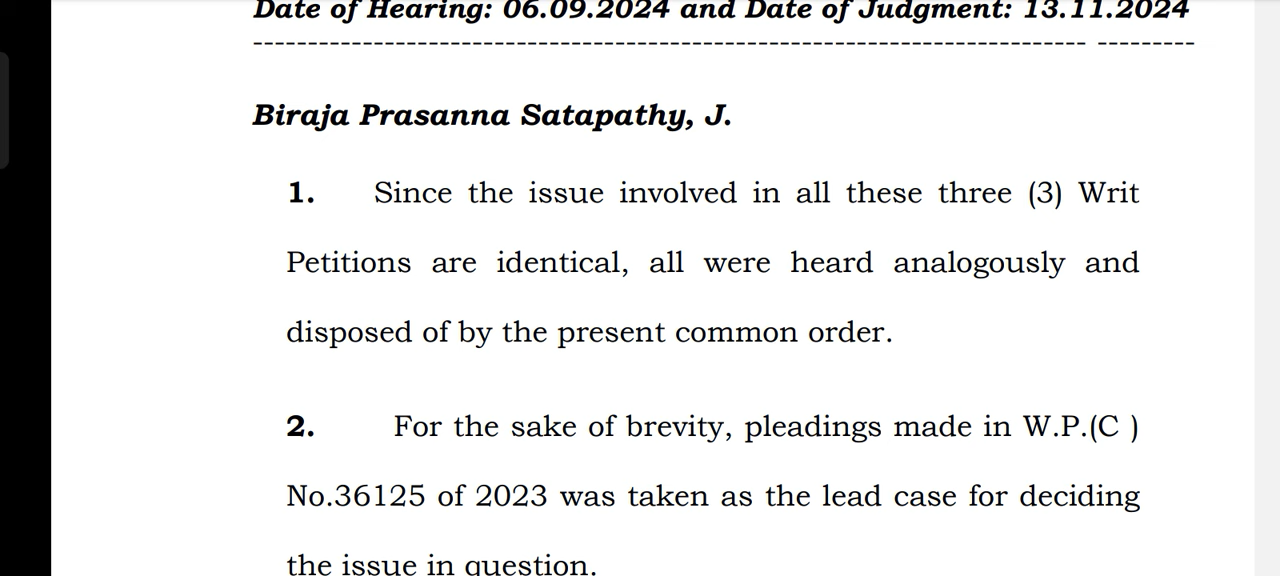 Date of Hearing: 06.09.2024 and Date of Judgment: 13.11.2024
------------------------------------------------------------------------------ ---------
Biraja Prasanna Satapathy, J.
1. Since the issue involved in all these three (3) Writ
Petitions are identical, all were heard analogously and
disposed of by the present common order.
2. For the sake of brevity, pleadings made in W.P.(C )
No.36125 of 2023 was taken as the lead case for deciding
the issue in question.